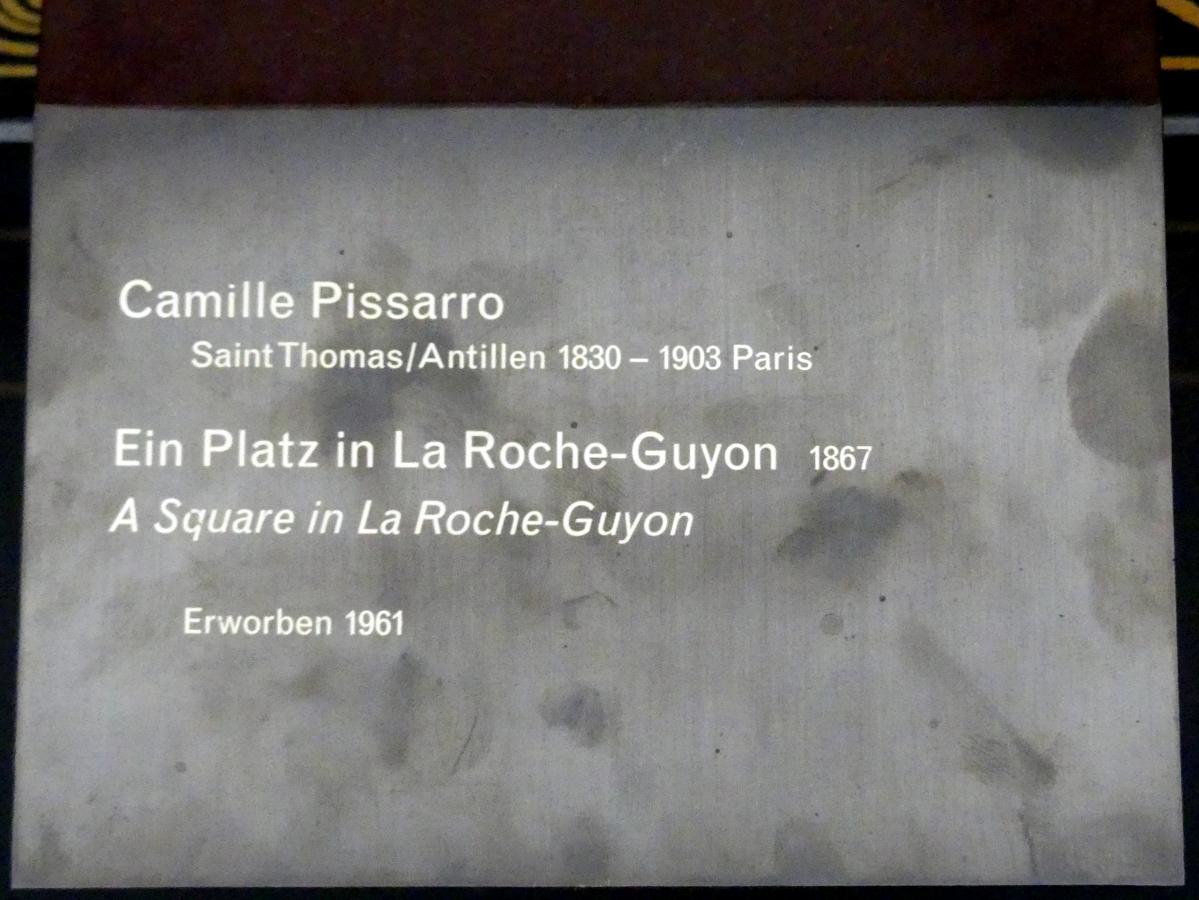 Camille Pissarro
Saint Thomas/Antillen 1830 – 1903 Paris
Ein Platz in La Roche-Guyon 1867
A Square in La Roche-Guyon
Erworben 1961